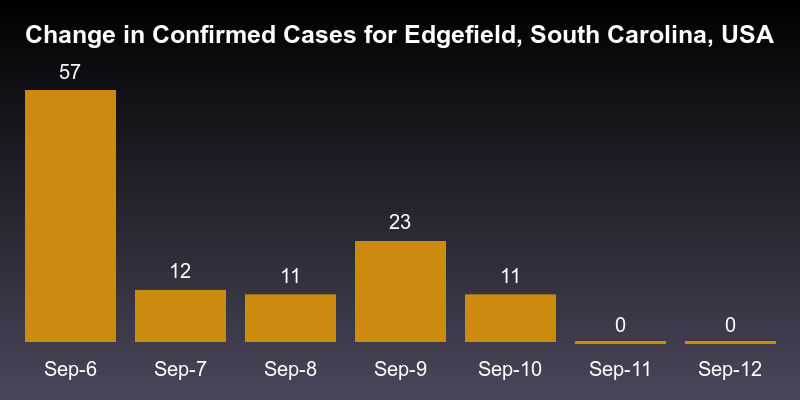 Change in Confirmed Cases for Edgefield, South Carolina, USA
57
12
11
23
11
0
0
Sep-6
Sep-7
Sep-8
Sep-9
Sep-10
Sep-11
Sep-12